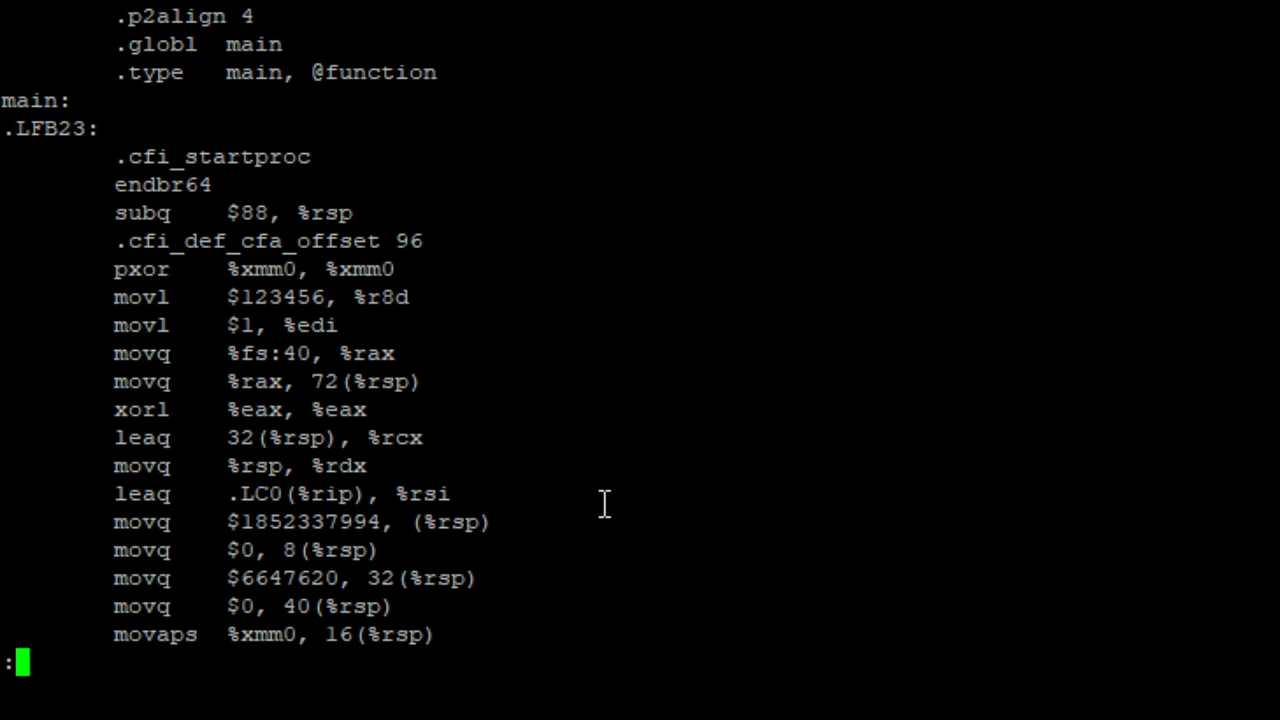 .p2align 4
.globl main
.type main, @function
main:
.LFB23:
.cfi_startproc
endbr64
subq $88, %rsp
.cfi_def_cfa_offset 96
pxor %xmm0, %xmm0
movl $123456, %r8d
movl $1, %edi
movq %fs:40, %rax
movq %rax, 72(%rsp)
xorl %eax, %eax
leaq 32(%rsp), %rcx
movq %rsp, %rdx
leaq .LC0(%rip), %rsi
movq $1852337994, (%rsp)
movq $0, 8(%rsp)
movq $6647620, 32(%rsp)
movq $0, 40(%rsp)
movaps %xmm0, 16(%rsp)
: